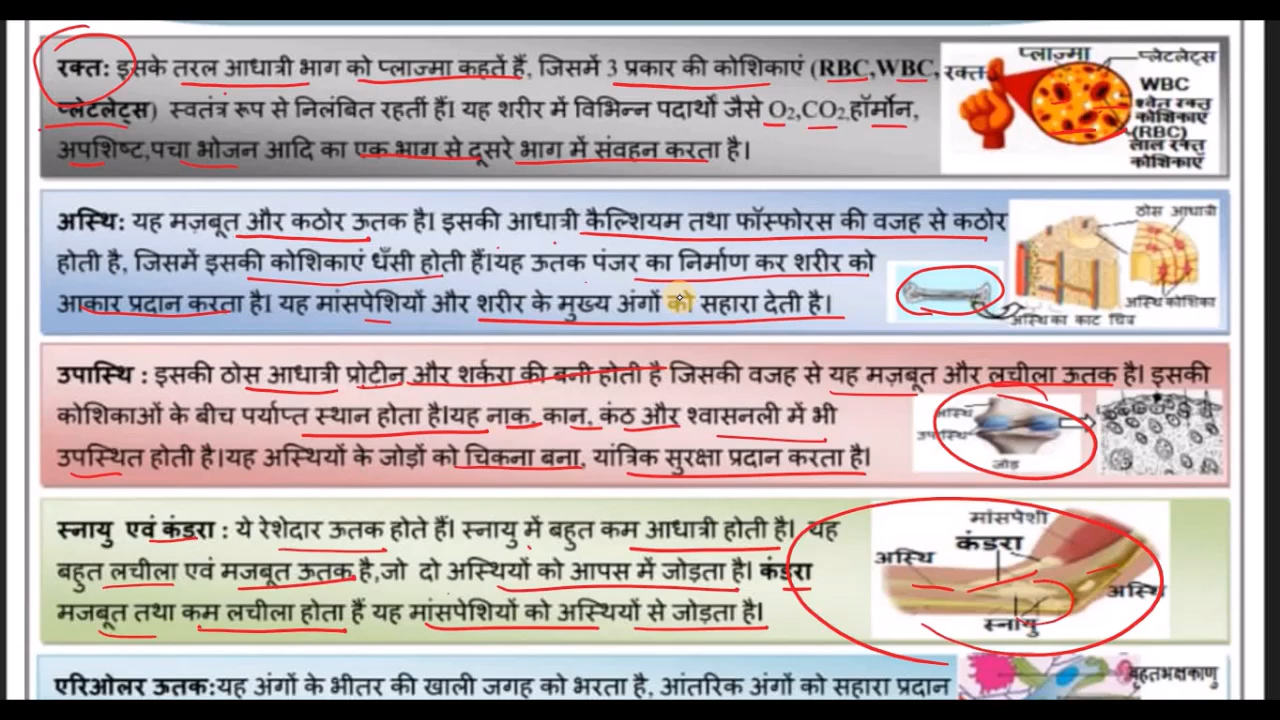 रक्त: इसके तरल आधात्री भाग को प्लाज्मा कहतें हैं, जिसमें 3 प्रकार की कोशिकाएं (RBC,WBC,
प्लेटलेट्स) स्वतंत्र रूप से निलंबित रहतीं हैं। यह शरीर में विभिन्न पदार्थों जैसे O2,CO2,हॉर्मोन,
अपशिष्ट,पचा भोजन आदि का एक भाग से दूसरे भाग में संवहन करता है।
प्लाज़्मा
प्लेटलेट्स
रक्त
WBC
श्वेत रक्त
कोशिकाएं
(RBC)
लाल रक्त
कोशिकाएं
अस्थि: यह मज़बूत और कठोर ऊतक है। इसकी आधात्री कैल्शियम तथा फॉस्फोरस की वजह से कठोर
होती है, जिसमें इसकी कोशिकाएं धँसी होती हैं।यह ऊतक पंजर का निर्माण कर शरीर को
आकार प्रदान करता है। यह मांसपेशियों और शरीर के मुख्य अंगों को सहारा देती है।
ठोस आधात्री
अस्थि कोशिका
अस्थि का काट चित्र
उपास्थि : इसकी ठोस आधात्री प्रोटीन और शर्करा की बनी होती है जिसकी वजह से यह मज़बूत और लचीला ऊतक है। इसकी
कोशिकाओं के बीच पर्याप्त स्थान होता है।यह नाक, कान, कंठ और श्वासनली में भी
उपस्थित होती है।यह अस्थियों के जोड़ों को चिकना बना, यांत्रिक सुरक्षा प्रदान करता है।
अस्थि
उपास्थि
जोड़
स्नायु एवं कंडरा : ये रेशेदार ऊतक होते हैं। स्नायु में बहुत कम आधात्री होती है। यह
बहुत लचीला एवं मजबूत ऊतक है,जो दो अस्थियों को आपस में जोड़ता है। कंडरा
मजबूत तथा कम लचीला होता हैं यह मांसपेशियों को अस्थियों से जोड़ता है।
मांसपेशी
कंडरा
अस्थि
अस्थि
स्नायु
एरिओलर ऊतक:यह अंगों के भीतर की खाली जगह को भरता है, आंतरिक अंगों को सहारा प्रदान
वृहतभक्षकाणु